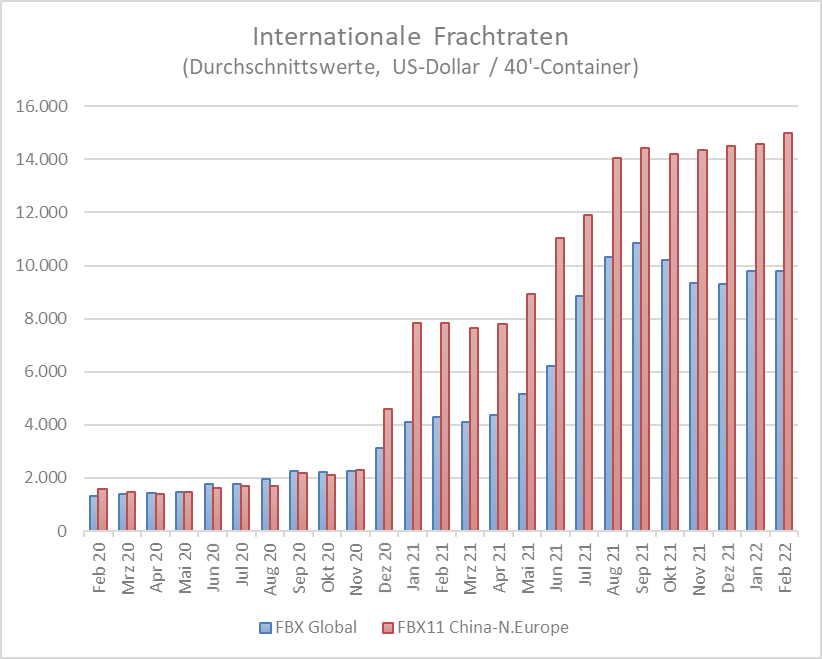 Internationale Frachtraten
(Durchschnittswerte, US-Dollar / 40'-Container)
16.000
14.000
12.000
10.000
8.000
6.000
4.000
2.000
0
Feb 20
Mrz 20
Apr 20
Mai 20
Jun 20
Jul 20
Aug 20
Sep 20
Okt 20
Nov 20
Dez 20
Jan 21
Feb 21
Mrz 21
Apr 21
Mai 21
Jun 21
Jul 21
Aug 21
Sep 21
Okt 21
Nov 21
Dez 21
Jan 22
Feb 22
FBX Global
FBX11 China-N.Europe